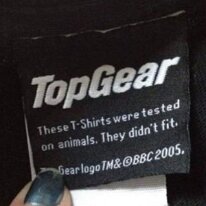 TopGear
These T-Shirts were tested
on animals. They didn't fit.
Gear logo TM & © BBC 2005.